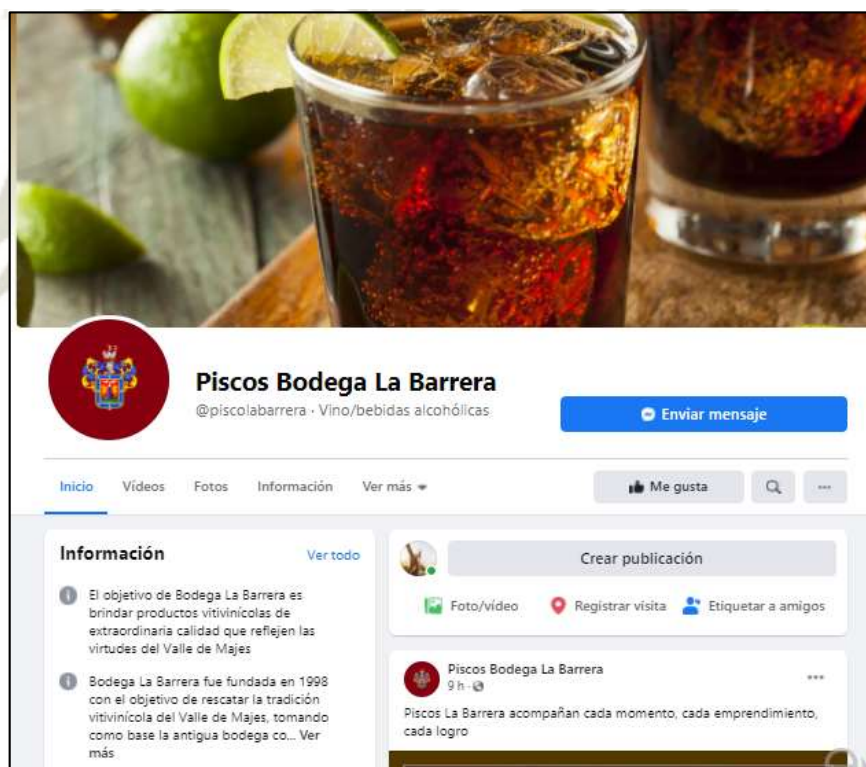 Piscos Bodega La Barrera
@piscolabarrera · Vino/bebidas alcohólicas
Enviar mensaje
Inicio
Vídeos
Fotos
Información
Ver más
Me gusta
Información
Ver todo
El objetivo de Bodega La Barrera es
brindar productos vitivinícolas de
extraordinaria calidad que reflejen las
virtudes del Valle de Majes
Bodega La Barrera fue fundada en 1998
con el objetivo de rescatar la tradición
vitivinícola del Valle de Majes, tomando
como base la antigua bodega co... Ver
más
Crear publicación
Foto/vídeo
Registrar visita
Etiquetar a amigos
Piscos Bodega La Barrera
9 h ·
Piscos La Barrera acompañan cada momento, cada emprendimiento,
cada logro